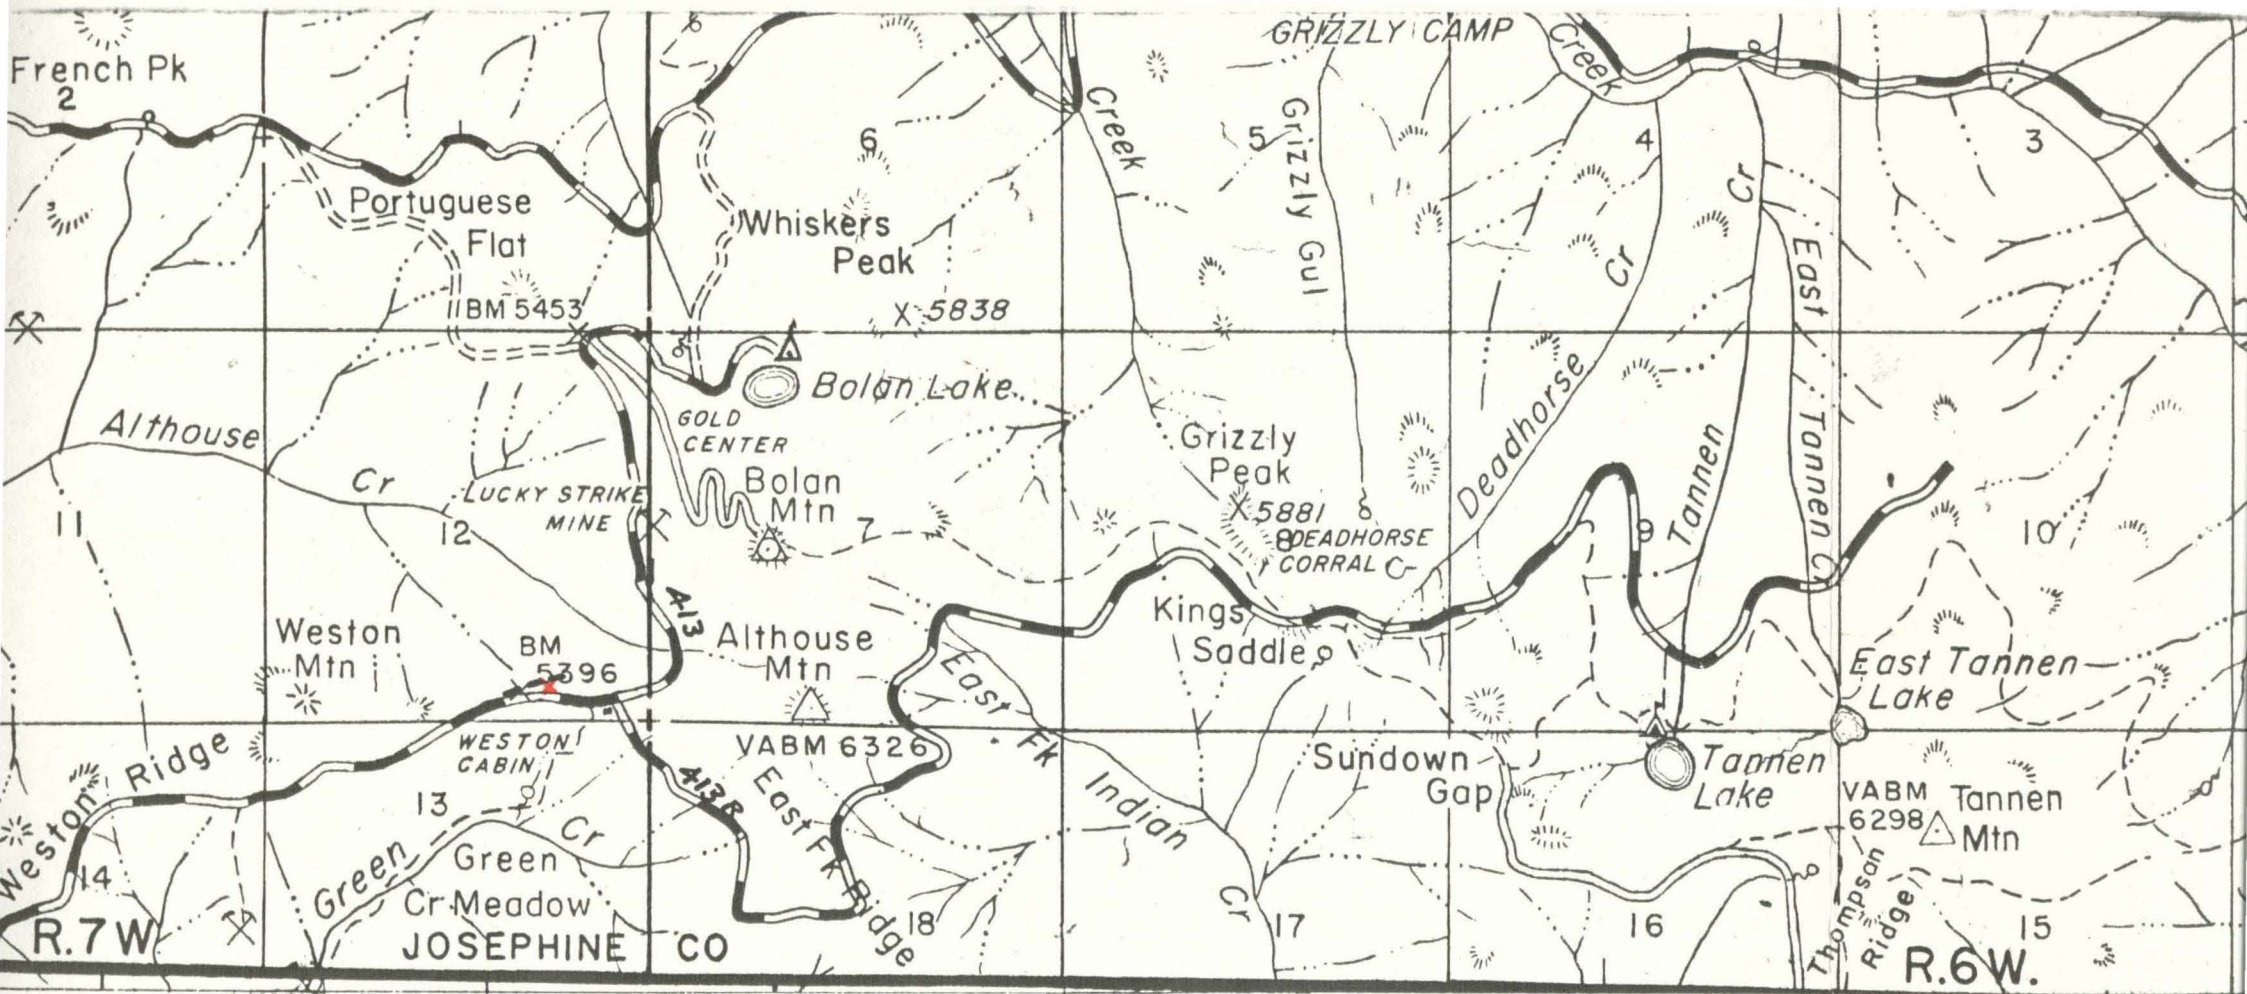 GRIZZLY CAMP
French Pk
2
Creek
Creek
6
5
Grizzly Gul
4
Cr
3
Portuguese
Flat
Whiskers
Peak
Cr
East
BM 5453
X 5838
Bolan Lake
Althouse
Cr
GOLD
CENTER
Grizzly
Peak
Deadhorse
Tannen
Tannen Cr
LUCKY STRIKE
MINE
Bolan
Mtn
7
X 5881
8
DEADHORSE
CORRAL
11
12
9
10
413
Kings
Saddle
Weston
Mtn
BM
5396
Althouse
Mtn
East Fk
East Tannen
Lake
WESTON
CABIN
VABM 6326
Sundown
Gap
Tannen
Lake
VABM
6298
Tannen
Mtn
Weston Ridge
13
413B
East Fk Ridge
Indian
Cr
Green
Cr
Green
Cr Meadow
14
18
17
16
Thompson
Ridge
15
R.7W
JOSEPHINE CO
R.6W.